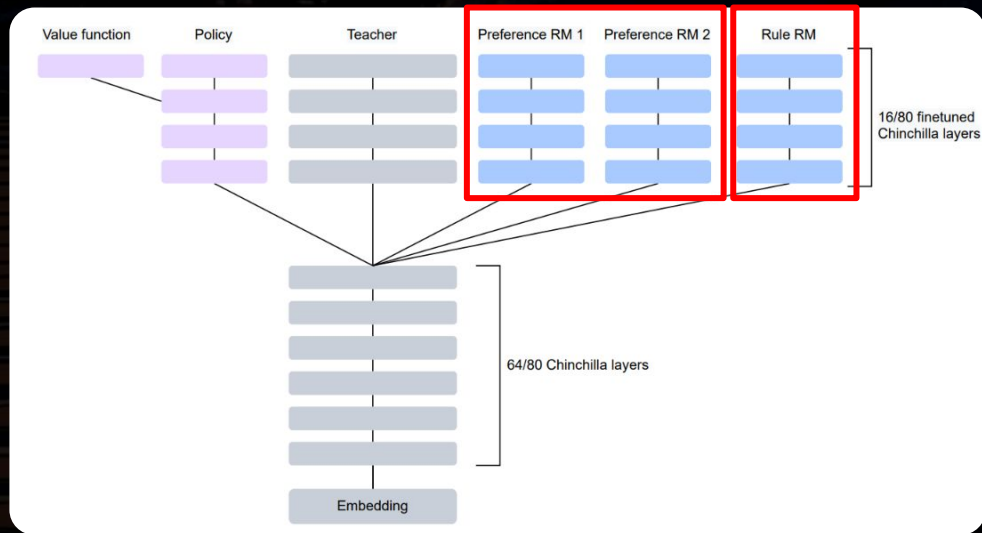 Value function
Policy
Teacher
Preference RM 1
Preference RM 2
Rule RM
16/80 finetuned
Chinchilla layers
64/80 Chinchilla layers
Embedding